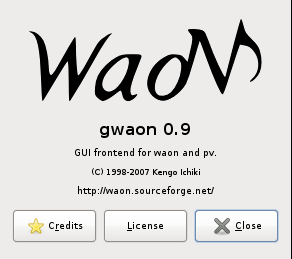 WaoN
gwaon 0.9
GUI frontend for waon and pv.
(C) 1998-2007 Kengo Ichiki
http://waon.sourceforge.net/
Credits License Close